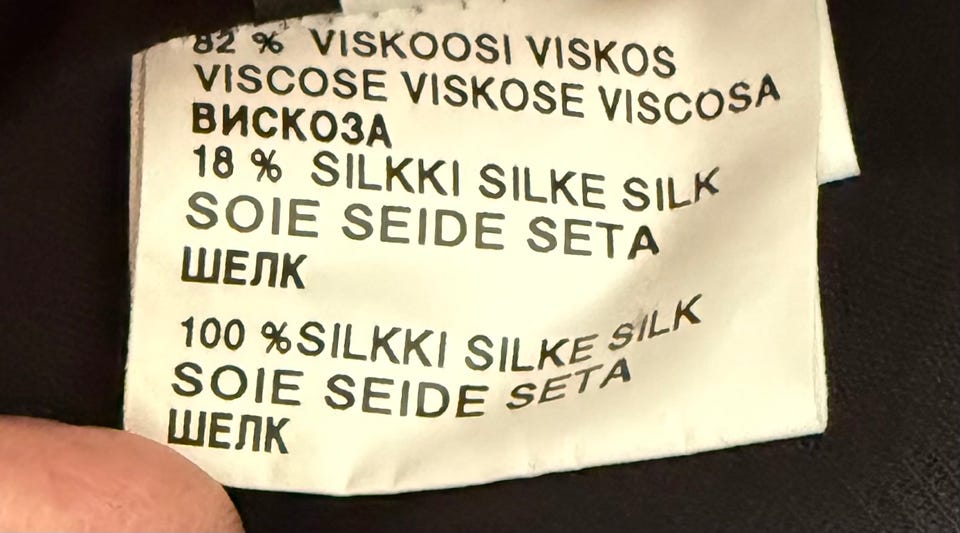 82 % VISKOOSI VISKOS
VISCOSE VISKOSE VISCOSA
ВИСКОЗА
18 % SILKKI SILKE SILK
SOIE SEIDE SETA
ШЕЛК
100 %SILKKI SILKE SILK
SOIE SEIDE SETA
ШЕЛК